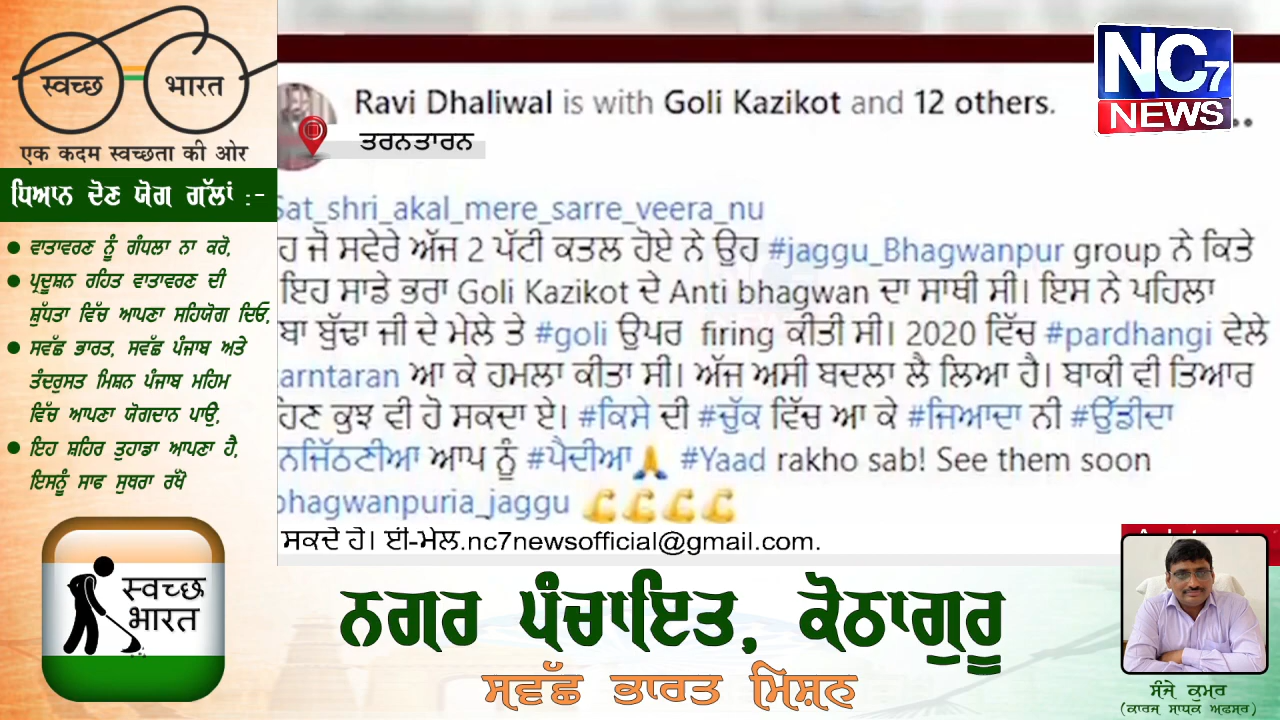 स्वच्छ भारत
एक कदम स्वच्छता की ओर
ਧਿਆਨ ਦੇਣ ਯੋਗ ਗੱਲਾਂ :-
ਵਾਤਾਵਰਣ ਨੂੰ ਗੰਧਲਾ ਨਾ ਕਰੋ,
ਪ੍ਰਦੂਸ਼ਨ ਰਹਿਤ ਵਾਤਾਵਰਣ ਦੀ
ਸ਼ੁੱਧਤਾ ਵਿੱਚ ਆਪਣਾ ਸਹਿਯੋਗ ਦਿਓ,
ਸਵੱਛ ਭਾਰਤ, ਸਵੱਛ ਪੰਜਾਬ ਅਤੇ
ਤੰਦਰੁਸਤ ਮਿਸ਼ਨ ਪੰਜਾਬ ਮਹਿਮ
ਵਿੱਚ ਆਪਣਾ ਯੋਗਦਾਨ ਪਾਉ,
ਇਹ ਸ਼ਹਿਰ ਤੁਹਾਡਾ ਆਪਣਾ ਹੈ,
ਇਸਨੂੰ ਸਾਫ ਸੁਥਰਾ ਰੱਖੋ
स्वच्छ
भारत
NC7
NEWS
Ravi Dhaliwal is with Goli Kazikot and 12 others.
ਤਰਨਤਾਰਨ
Sat_shri_akal_mere_sarre_veera_nu
ਜੋ ਸਵੇਰੇ ਅੱਜ 2 ਪੱਟੀ ਕਤਲ ਹੋਏ ਨੇ ਉਹ #jaggu_Bhagwanpur group ਨੇ ਕਿਤੇ
ਇਹ ਸਾਡੇ ਭਰਾ Goli Kazikot ਦੇ Anti bhagwan ਦਾ ਸਾਥੀ ਸੀ। ਇਸ ਨੇ ਪਹਿਲਾ
ਬਾ ਬੁੱਢਾ ਜੀ ਦੇ ਮੇਲੇ ਤੇ #goli ਉਪਰ firing ਕੀਤੀ ਸੀ। 2020 ਵਿੱਚ #pardhangi ਵੇਲੇ
arntaran ਆ ਕੇ ਹਮਲਾ ਕੀਤਾ ਸੀ। ਅੱਜ ਅਸੀ ਬਦਲਾ ਲੈ ਲਿਆ ਹੈ। ਬਾਕੀ ਵੀ ਤਿਆਰ
ਹਿਣ ਕੁਝ ਵੀ ਹੋ ਸਕਦਾ ਏ। #ਕਿਸੇ ਦੀ #ਚੁੱਕ ਵਿੱਚ ਆ ਕੇ #ਜਿਆਦਾ ਨੀ #ਉੱਡੀਦਾ
ਨਜਿੱਠਣੀਆ ਆਪ ਨੂੰ #ਪੈਦੀਆ🙏 #Yaad rakho sab! See them soon
bhagwanpuria_jaggu 💪💪💪💪
ਸਕਦੇ ਹੋ। ਈ-ਮੇਲ.nc7newsofficial@gmail.com.
ਨਗਰ ਪੰਚਾਇਤ, ਕੋਠਾਗੁਰੂ
ਸਵੱਛ ਭਾਰਤ ਮਿਸ਼ਨ
ਸੰਜੇ ਕੁਮਰ
(ਕਾਰਜ ਸਾਧਕ ਅਫਸਰ)